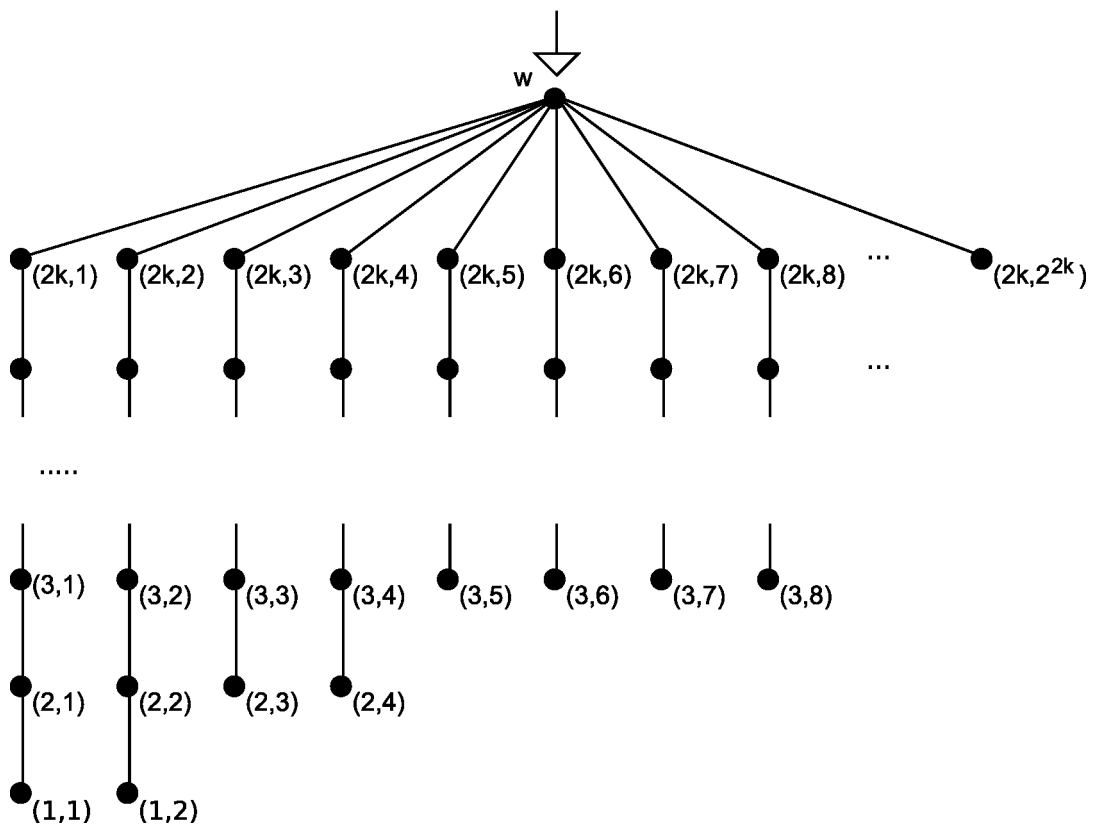 w
(2k,1) (2k,2) (2k,3) (2k,4) (2k,5) (2k,6) (2k,7) (2k,8) ... (2k,2^{2k})
...
.....
(3,1) (3,2) (3,3) (3,4) (3,5) (3,6) (3,7) (3,8)
(2,1) (2,2) (2,3) (2,4)
(1,1) (1,2)